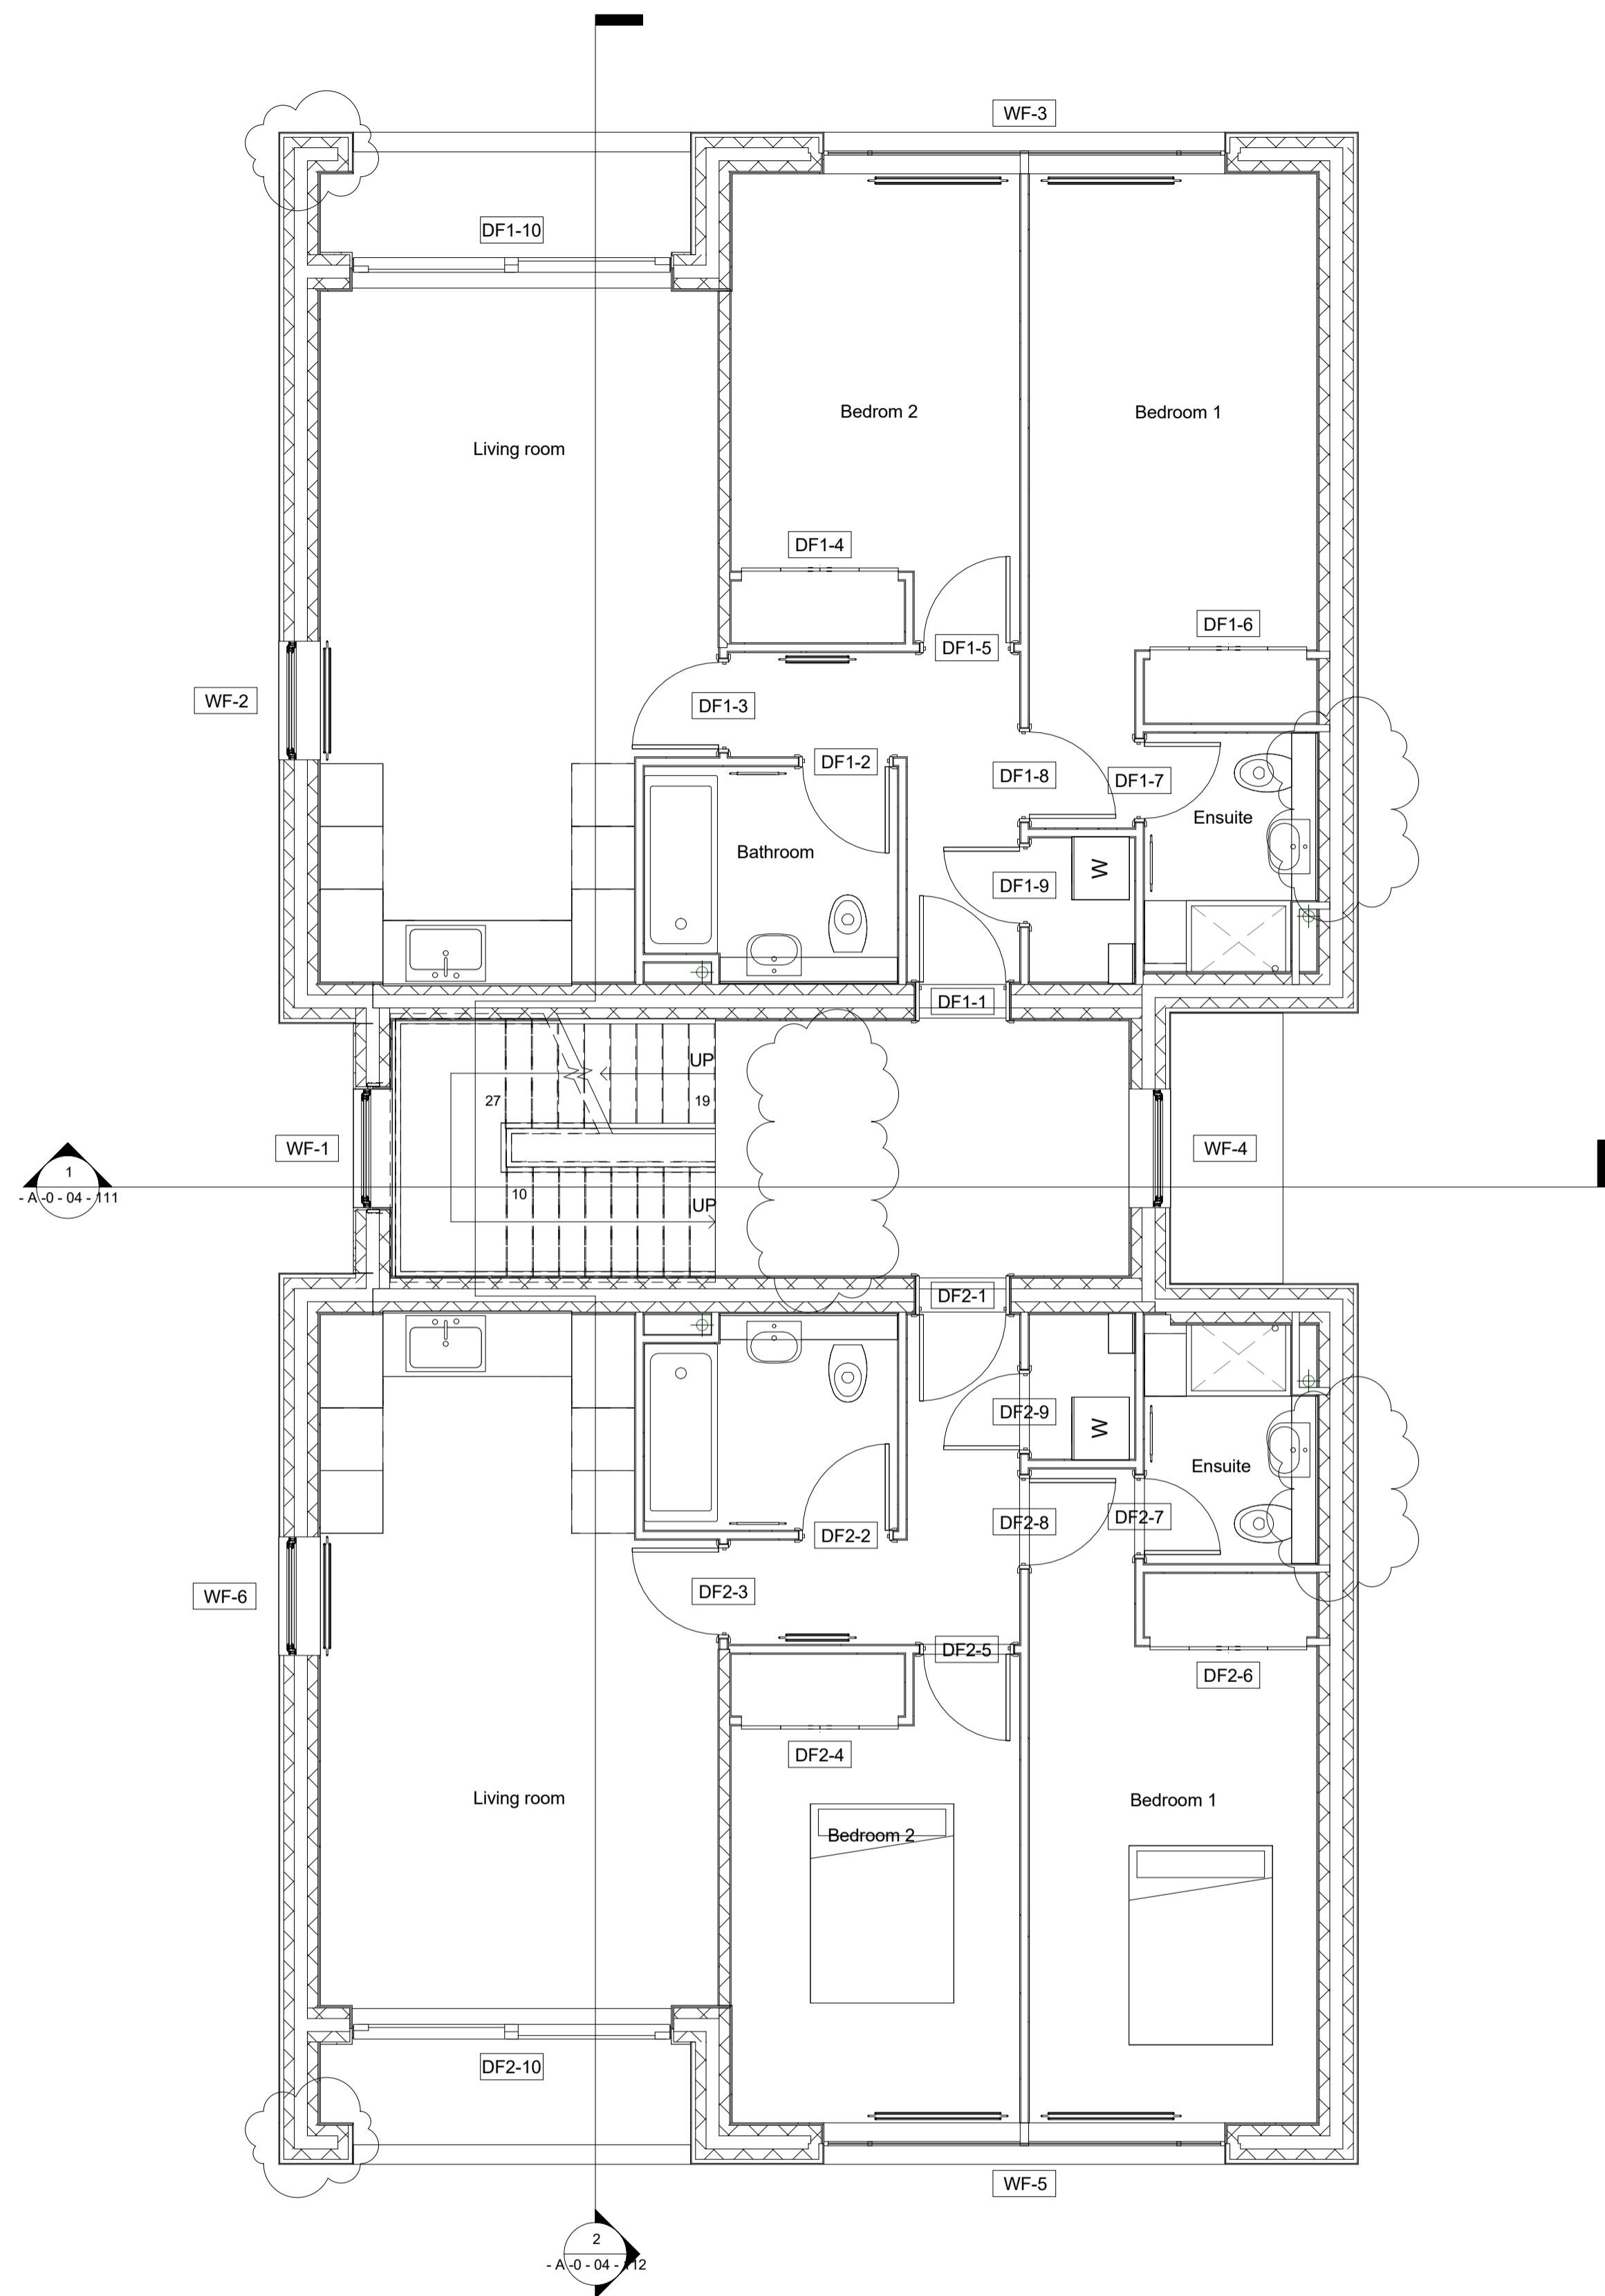 WF-3
DF1-10
Bedrom 2
Bedroom 1
Living room
DF1-4
DF1-6
DF1-5
WF-2
DF1-3
DF1-2
DF1-8
DF1-7
Ensuite
Bathroom
W
DF1-9
DF1-1
UP
27
19
WF-1
WF-4
1
- A -0 - 04 - 111
10
UP
DF2-1
DF2-9
W
Ensuite
DF2-7
DF2-8
DF2-2
WF-6
DF2-3
DF2-5
DF2-6
DF2-4
Living room
Bedroom 1
Bedroom 2
DF2-10
WF-5
2
- A -0 - 04 - 112